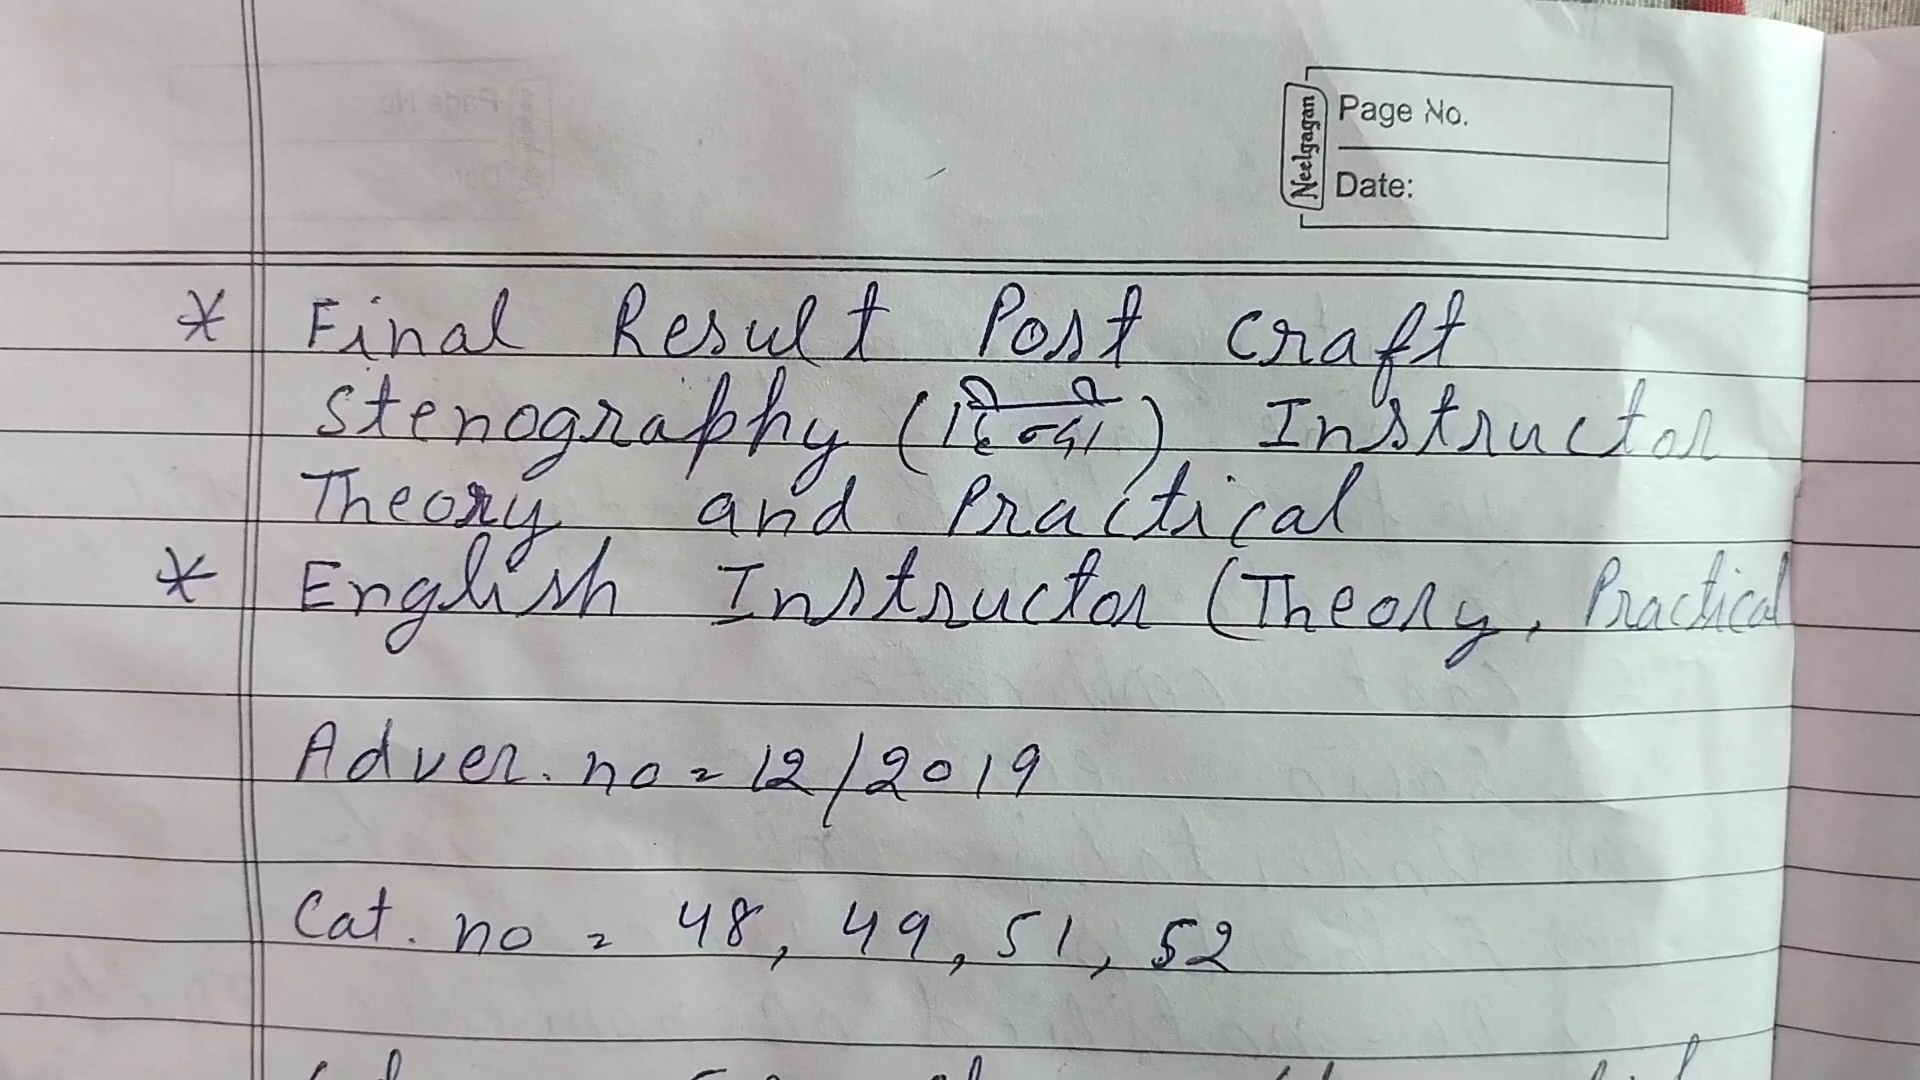 Neelgagan
Page No.
Date:
* Final Result Post Craft
Stenography (हिन्दी) Instructor
Theory and Practical
* English Instructor (Theory, Practical
Adver. no = 12/2019
Cat. no = 48, 49, 51, 52